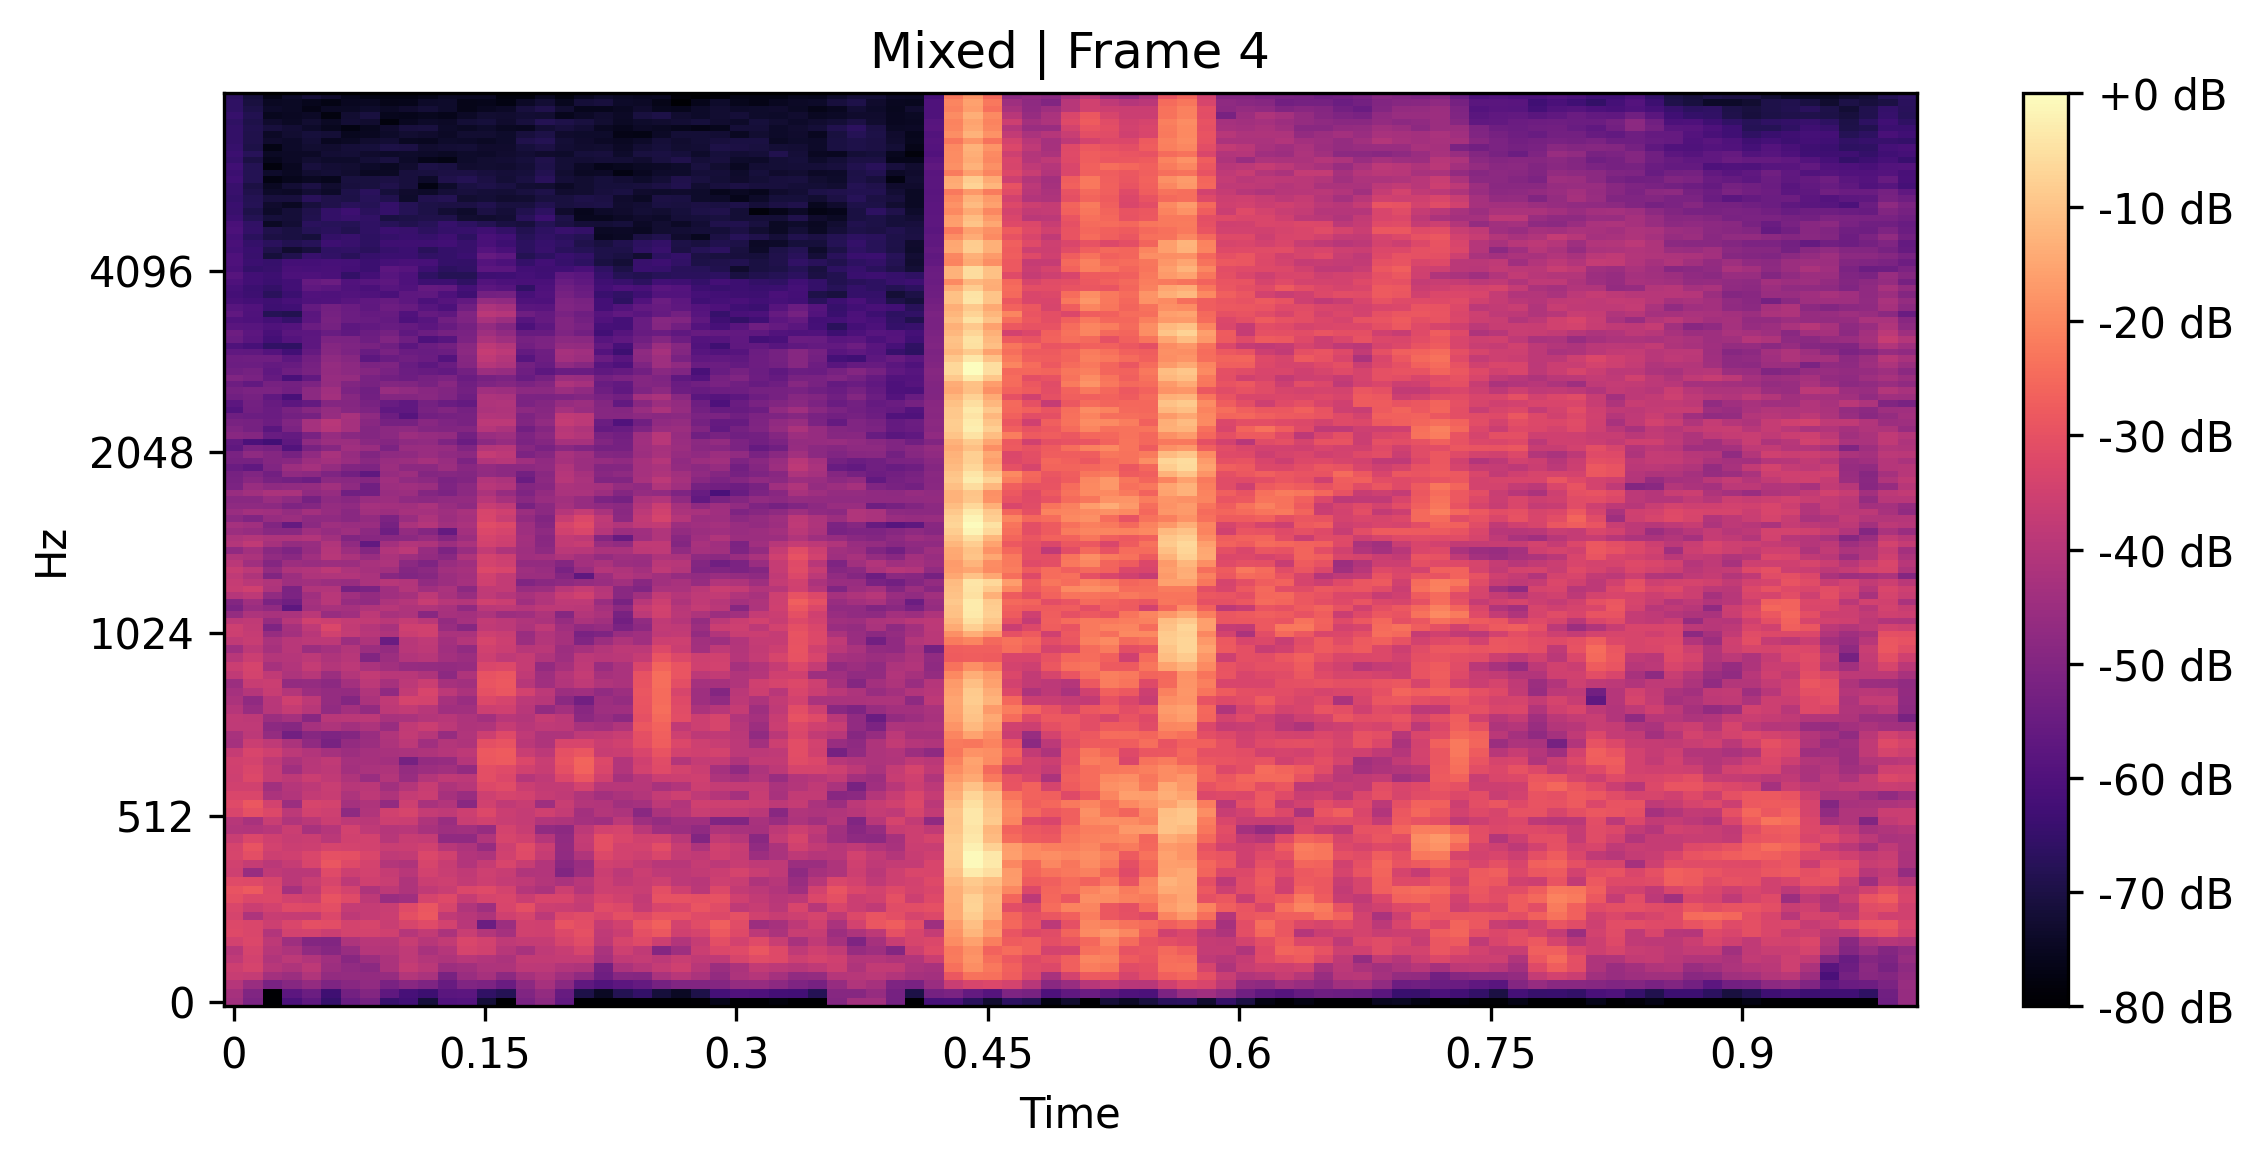 Mixed | Frame 4
+0 dB
-10 dB
-20 dB
-30 dB
-40 dB
-50 dB
-60 dB
-70 dB
-80 dB
Hz
4096
2048
1024
512
0
0 0.15 0.3 0.45 0.6 0.75 0.9
Time